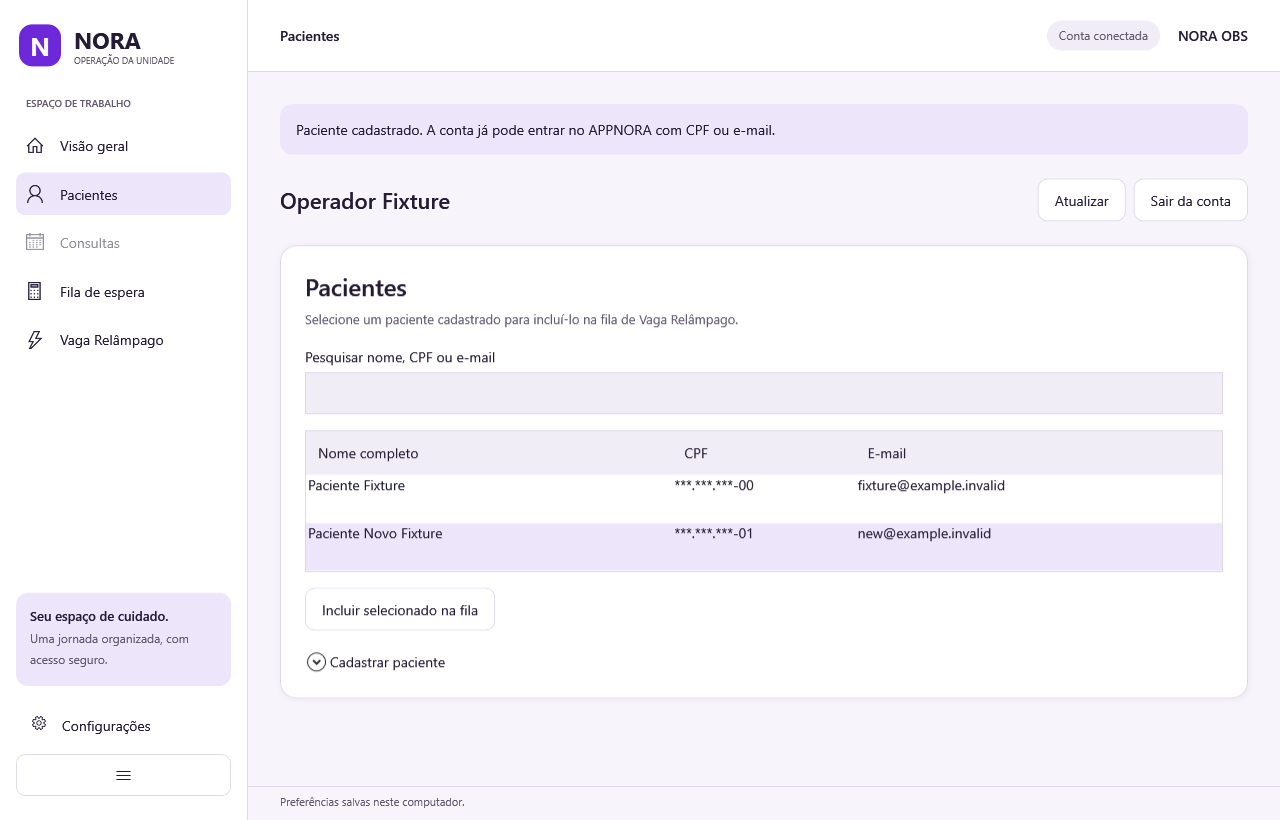 N
NORA
OPERAÇÃO DA UNIDADE
ESPAÇO DE TRABALHO
Visão geral
Pacientes
Consultas
Fila de espera
Vaga Relâmpago
Seu espaço de cuidado.
Uma jornada organizada, com
acesso seguro.
Configurações
Pacientes
Conta conectada
NORA OBS
Paciente cadastrado. A conta já pode entrar no APPNORA com CPF ou e-mail.
Operador Fixture
Atualizar
Sair da conta
Pacientes
Selecione um paciente cadastrado para incluí-lo na fila de Vaga Relâmpago.
Pesquisar nome, CPF ou e-mail
Nome completo CPF E-mail
Paciente Fixture ***.***.***-00 fixture@example.invalid
Paciente Novo Fixture ***.***.***-01 new@example.invalid
Incluir selecionado na fila
Cadastrar paciente
Preferências salvas neste computador.